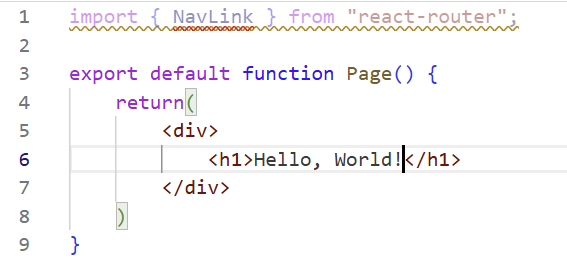 1 import { NavLink } from "react-router";
2
3 export default function Page() {
4     return(
5         <div>
6             <h1>Hello, World!</h1>
7         </div>
8     )
9 }